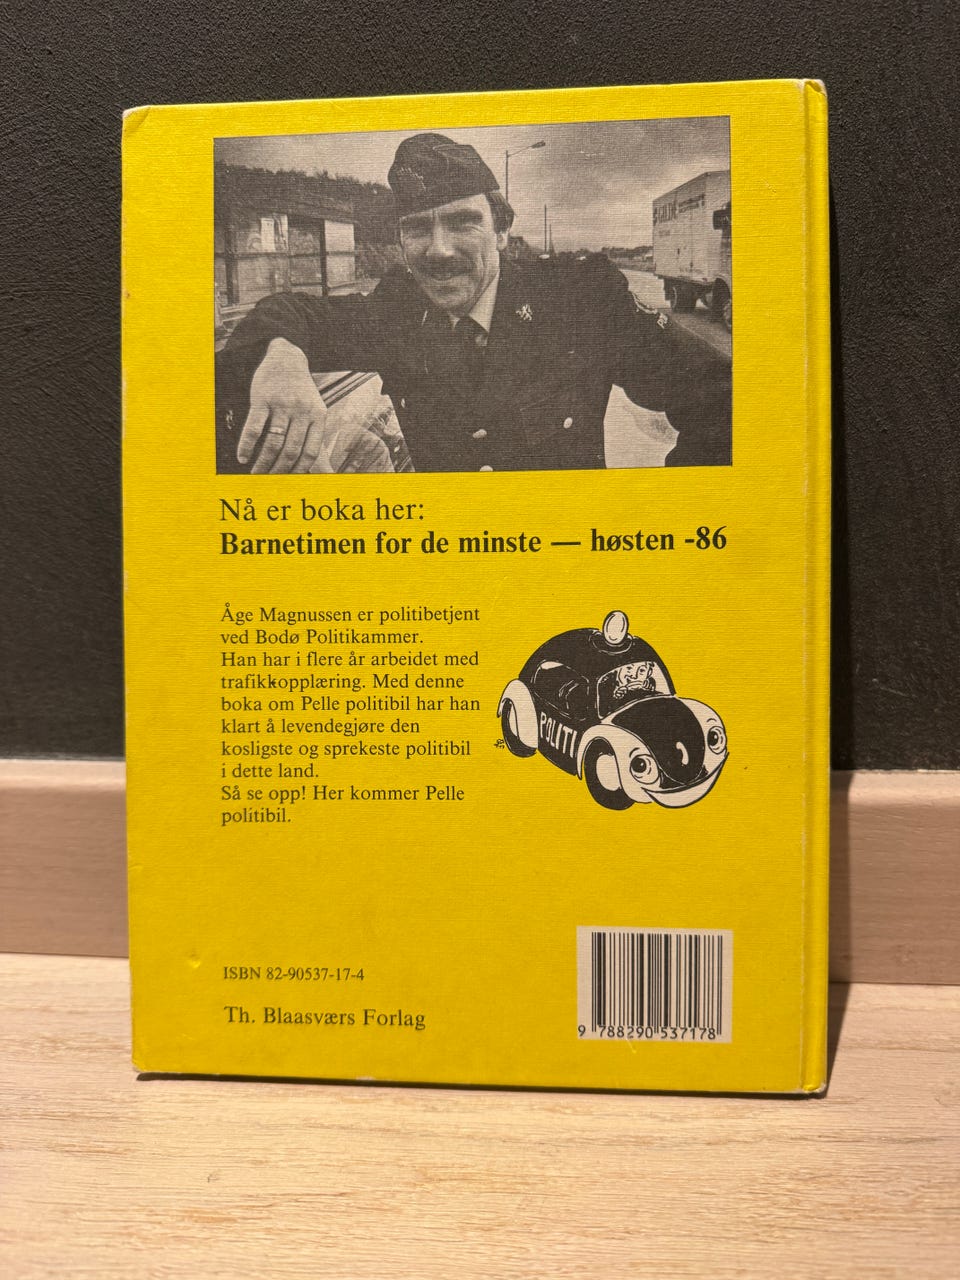 GILDE
Nå er boka her:
Barnetimen for de minste — høsten -86
Åge Magnussen er politibetjent
ved Bodø Politikammer.
Han har i flere år arbeidet med
trafikkopplæring. Med denne
boka om Pelle politibil har han
klart å levendegjøre den
kosligste og sprekeste politibil
i dette land.
Så se opp! Her kommer Pelle
politibil.
POLITI
ISBN 82-90537-17-4
Th. Blaasværs Forlag
9 788290 537178